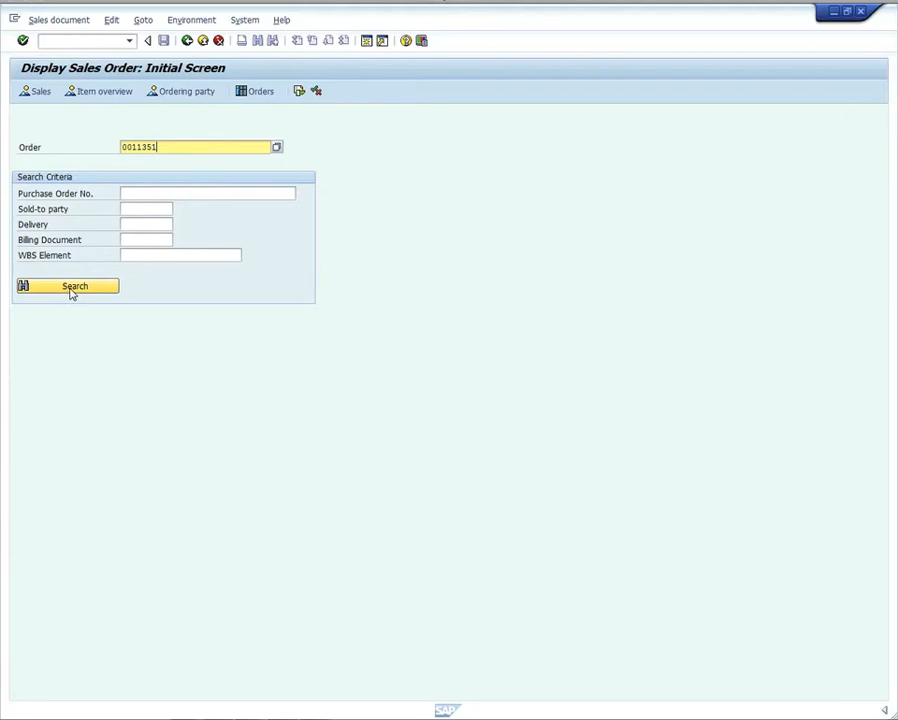 Sales document Edit Goto Environment System Help
Display Sales Order: Initial Screen
Sales Item overview Ordering party Orders
Order 0011351
Search Criteria
Purchase Order No.
Sold-to party
Delivery
Billing Document
WBS Element
Search
SAP